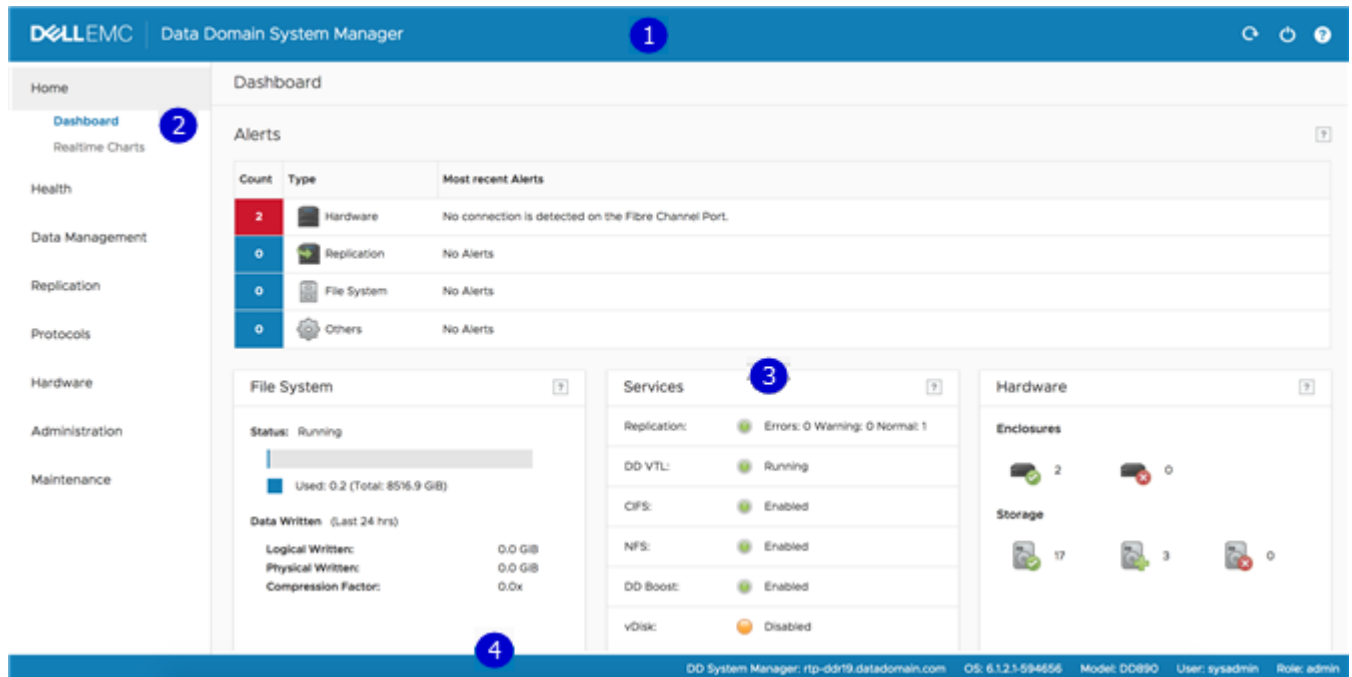 DELLEMC Data Domain System Manager 1 ?
Home
Dashboard
2
Realtime Charts
Health
Data Management
Replication
Protocols
Hardware
Administration
Maintenance
Dashboard
Alerts ?
Count Type Most recent Alerts
2 Hardware No connection is detected on the Fibre Channel Port.
0 Replication No Alerts
0 File System No Alerts
0 Others No Alerts
3
File System ?
Status: Running
Used: 0.2 (Total: 8516.9 GiB)
Data Written (Last 24 hrs)
Logical Written: 0.0 GiB
Physical Written: 0.0 GiB
Compression Factor: 0.0x
Services ?
Replication: Errors: 0 Warning: 0 Normal: 1
DD VTL: Running
CIFS: Enabled
NFS: Enabled
DD Boost: Enabled
vDisk: Disabled
Hardware ?
Enclosures
2 0
Storage
17 3 0
4
DD System Manager: rtp-ddr19.datadomain.com OS: 6.1.2.1-594656 Model: DD890 User: sysadmin Role: admin